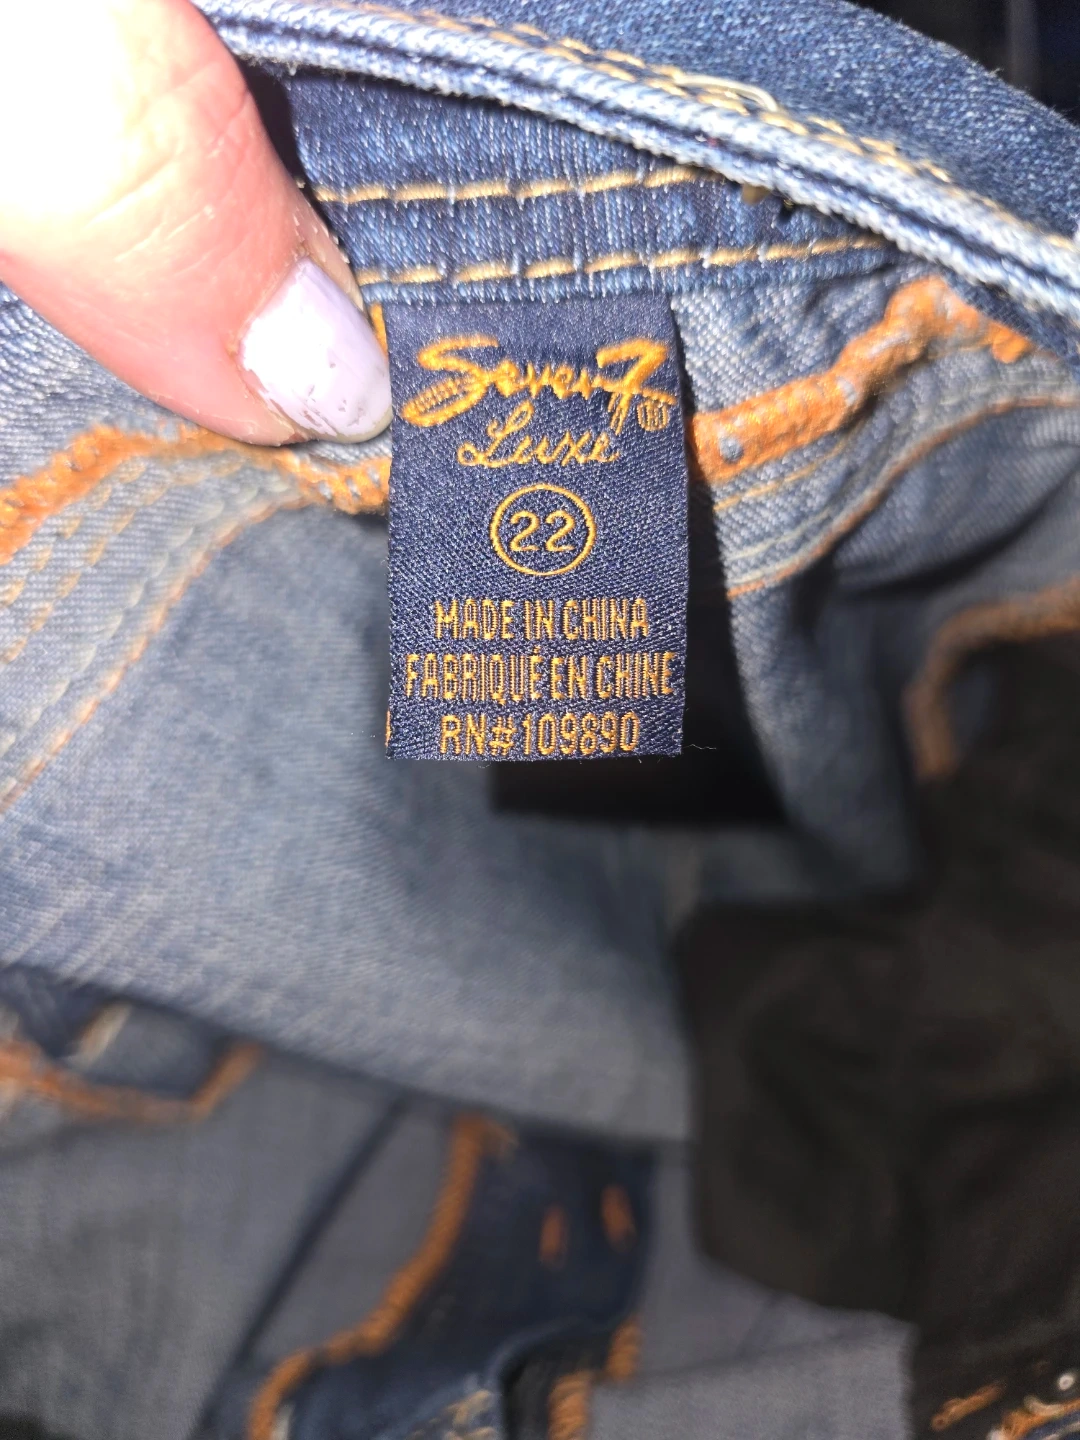 Seven7
Luxe
22
MADE IN CHINA
FABRIQUÉ EN CHINE
RN#109890